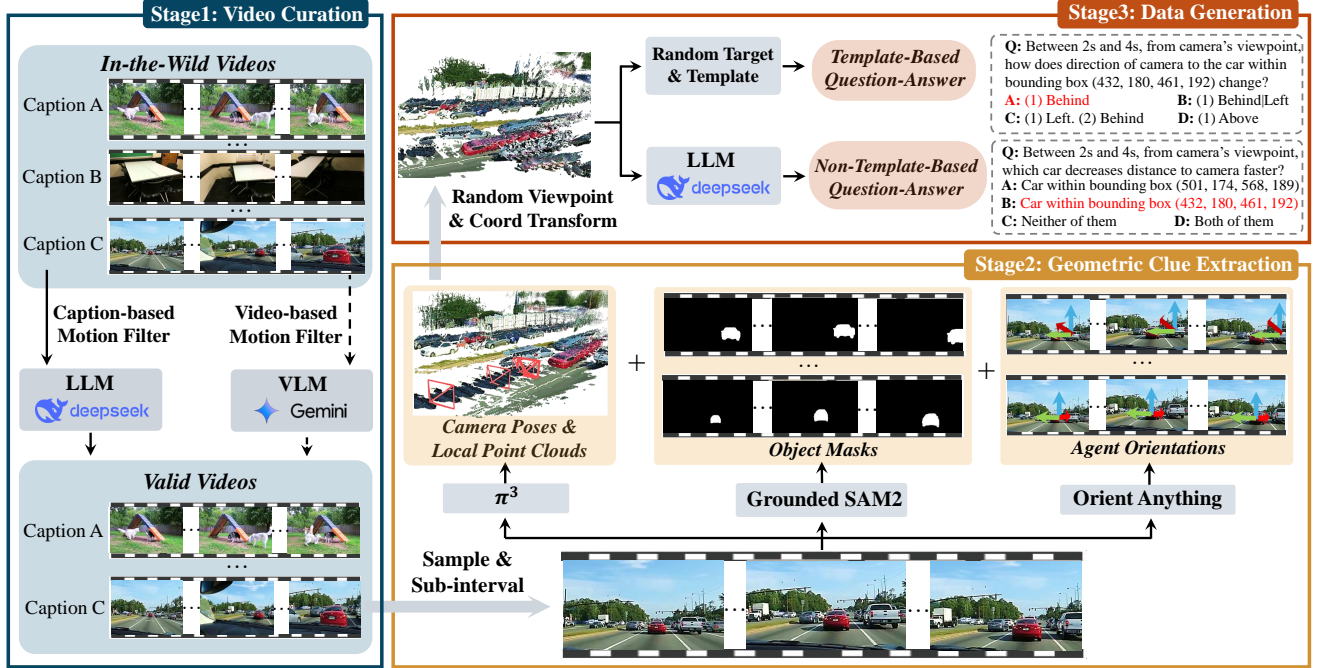 Stage1: Video Curation
In-the-Wild Videos
Caption A
...
Caption B
...
Caption C
Caption-based
Motion Filter
Video-based
Motion Filter
LLM
deepseek
VLM
Gemini
Valid Videos
Caption A
...
Caption C
Stage3: Data Generation
Random Viewpoint
& Coord Transform
Random Target
& Template
Template-Based
Question-Answer
LLM
deepseek
Non-Template-Based
Question-Answer
Q: Between 2s and 4s, from camera's viewpoint,
how does direction of camera to the car within
bounding box (432, 180, 461, 192) change?
A: (1) Behind B: (1) Behind|Left
C: (1) Left. (2) Behind D: (1) Above
Q: Between 2s and 4s, from camera's viewpoint,
which car decreases distance to camera faster?
A: Car within bounding box (501, 174, 568, 189)
B: Car within bounding box (432, 180, 461, 192)
C: Neither of them D: Both of them
Stage2: Geometric Clue Extraction
Camera Poses &
Local Point Clouds
+
...
Object Masks
+
...
Agent Orientations
π³
Grounded SAM2
Orient Anything
Sample &
Sub-interval